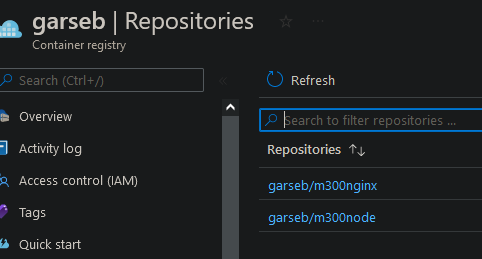 garseb | Repositories
Container registry
Search (Ctrl+/)
Overview
Activity log
Access control (IAM)
Tags
Quick start
Refresh
Search to filter repositories ...
Repositories ↑↓
garseb/m300nginx
garseb/m300node